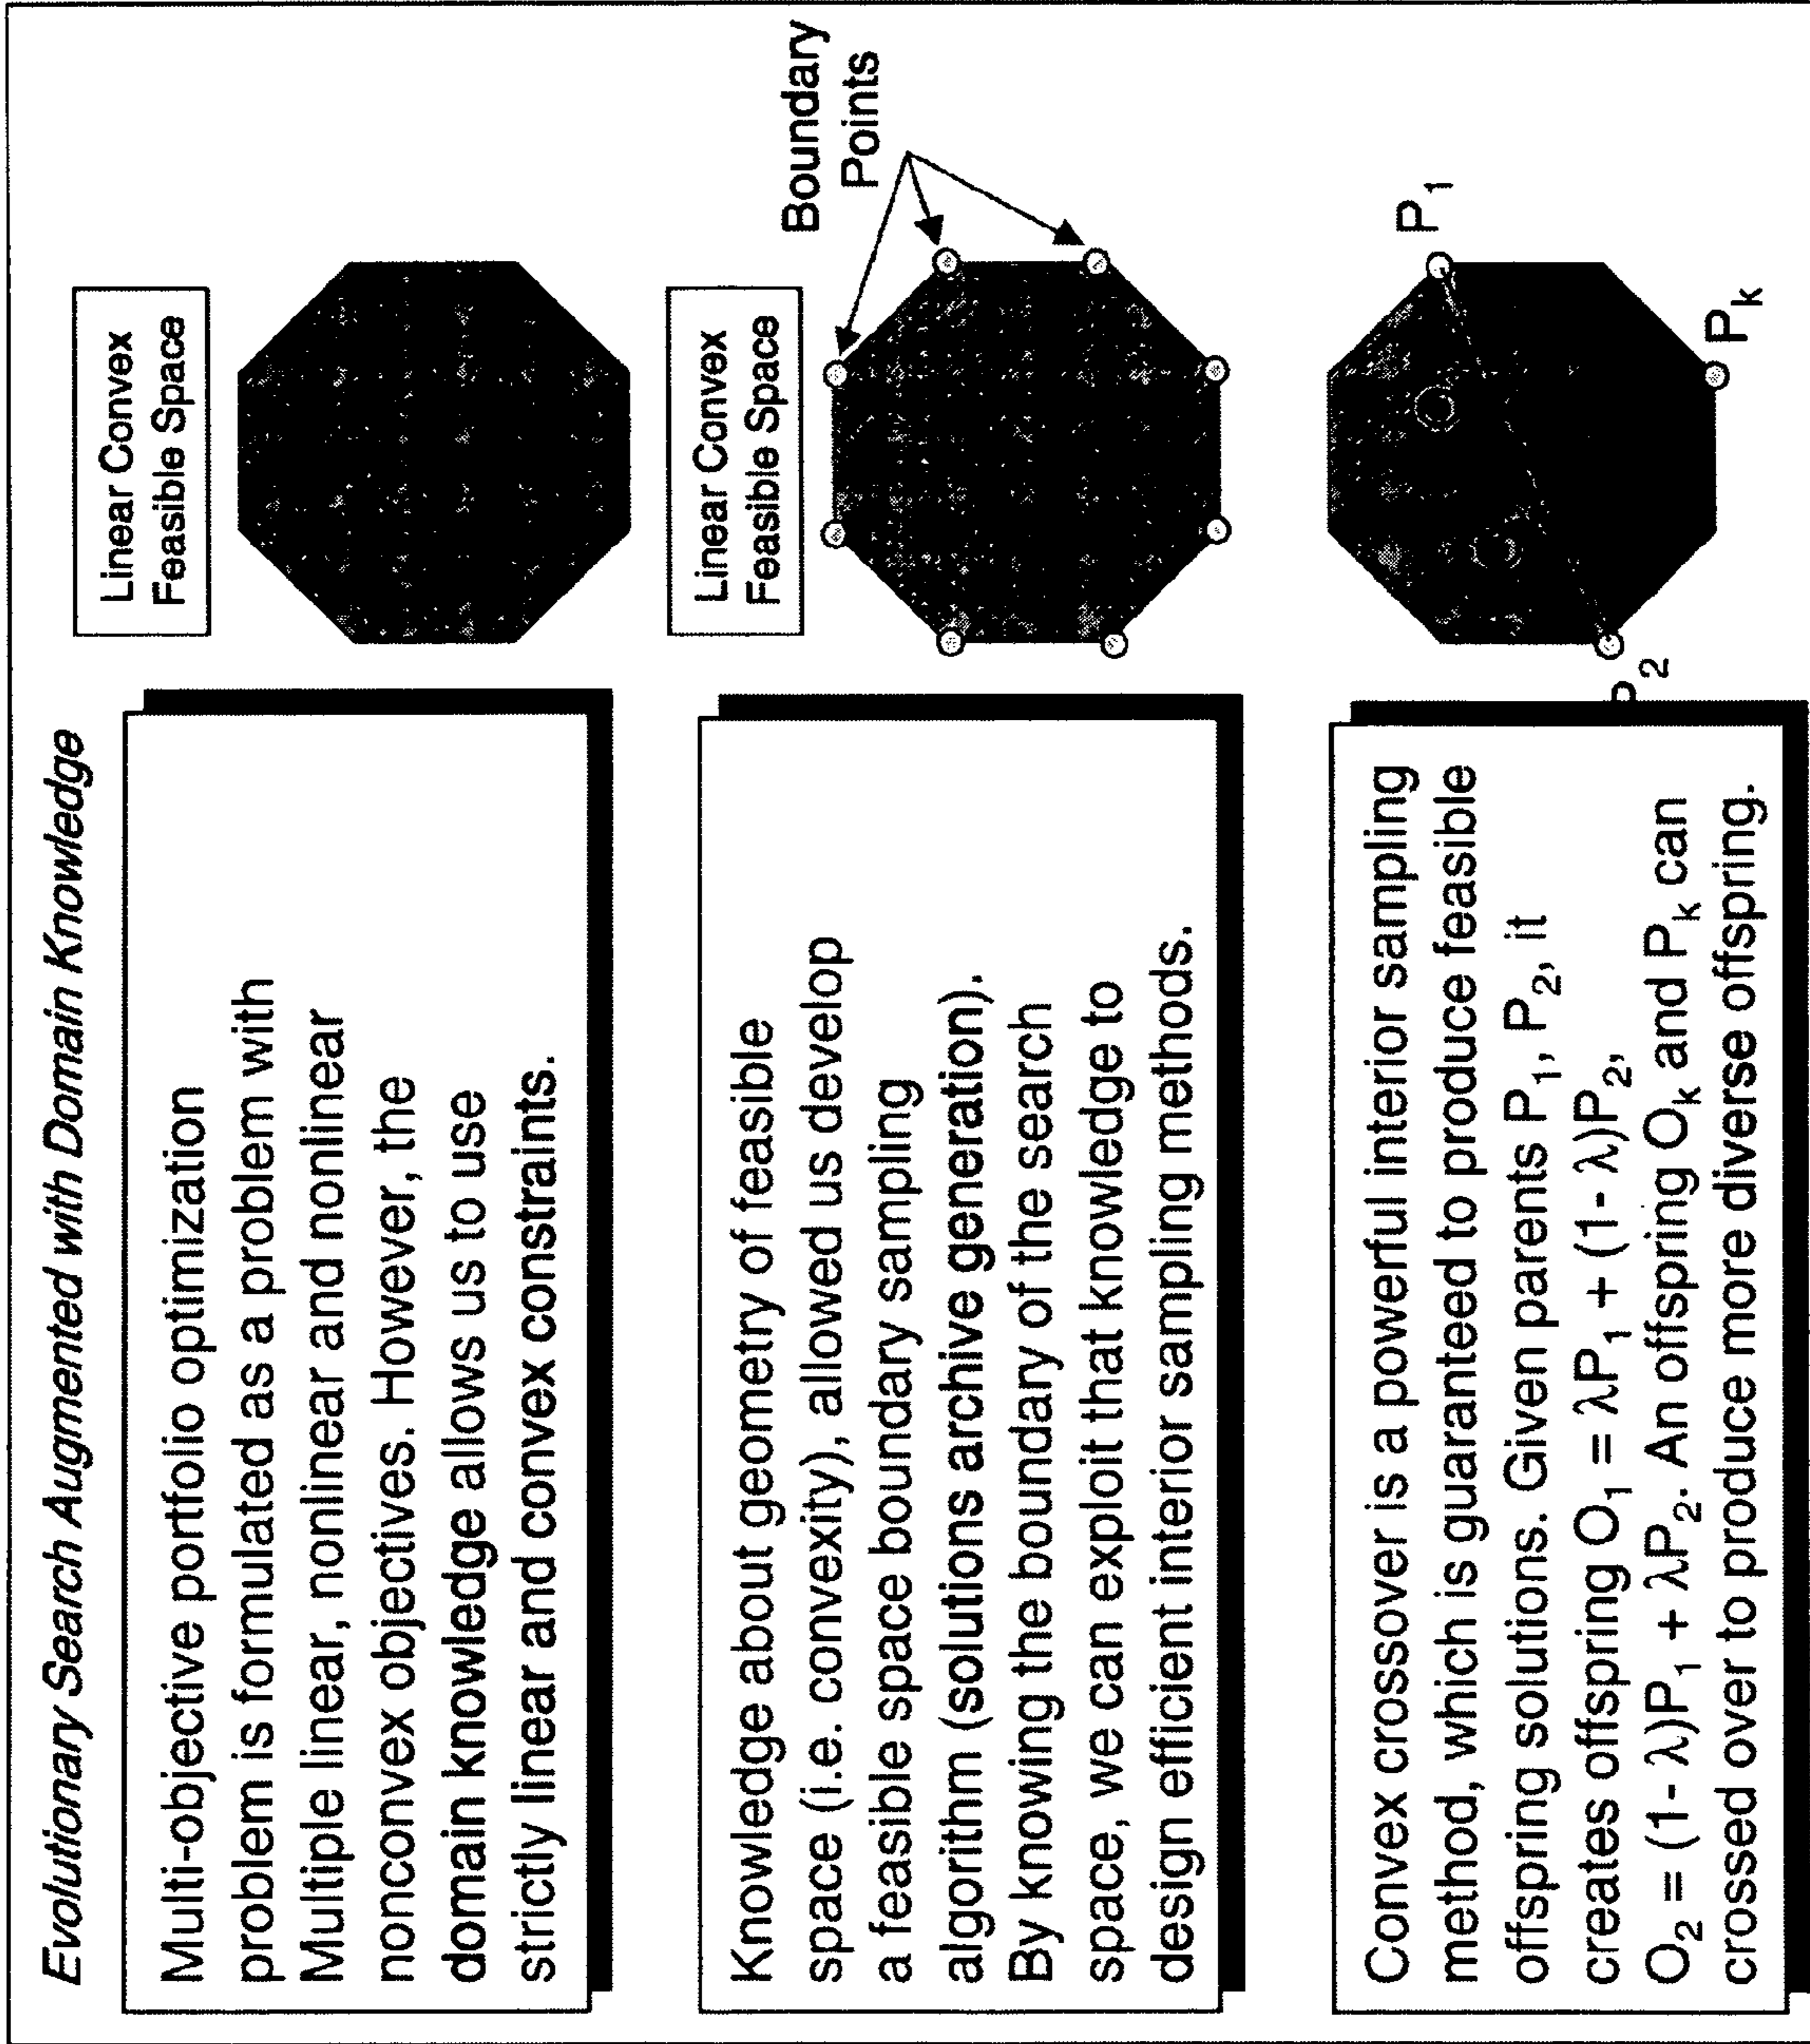 Evolutionary Search Augmented with Domain Knowledge
Multi-objective portfolio optimization
problem is formulated as a problem with
Multiple linear, nonlinear and nonlinear
nonconvex objectives. However, the
domain knowledge allows us to use
strictly linear and convex constraints.
Linear Convex
Feasible Space
Knowledge about geometry of feasible
space (i.e. convexity), allowed us develop
a feasible space boundary sampling
algorithm (solutions archive generation).
By knowing the boundary of the search
space, we can exploit that knowledge to
design efficient interior sampling methods.
Linear Convex
Feasible Space
Boundary
Points
Convex crossover is a powerful interior sampling
method, which is guaranteed to produce feasible
offspring solutions. Given parents P₁, P₂, it
creates offspring O₁ = λP₁ + (1- λ)P₂,
O₂ = (1- λ)P₁ + λP₂. An offspring Oₖ and Pₖ can
crossed over to produce more diverse offspring.
P₁
P₂
Pₖ